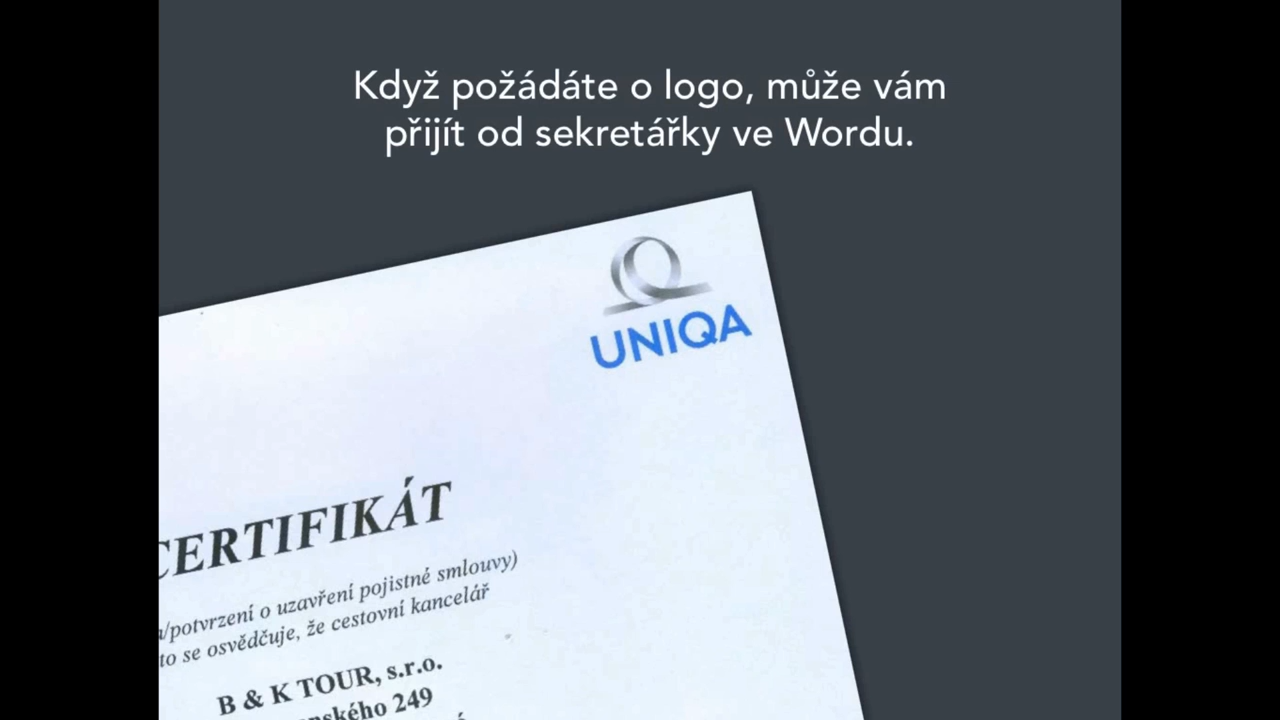 Když požádáte o logo, může vám
přijít od sekretářky ve Wordu.
UNIQA
CERTIFIKÁT
/potvrzení o uzavření pojistné smlouvy)
to se osvědčuje, že cestovní kancelář
B & K TOUR, s.r.o.
nského 249